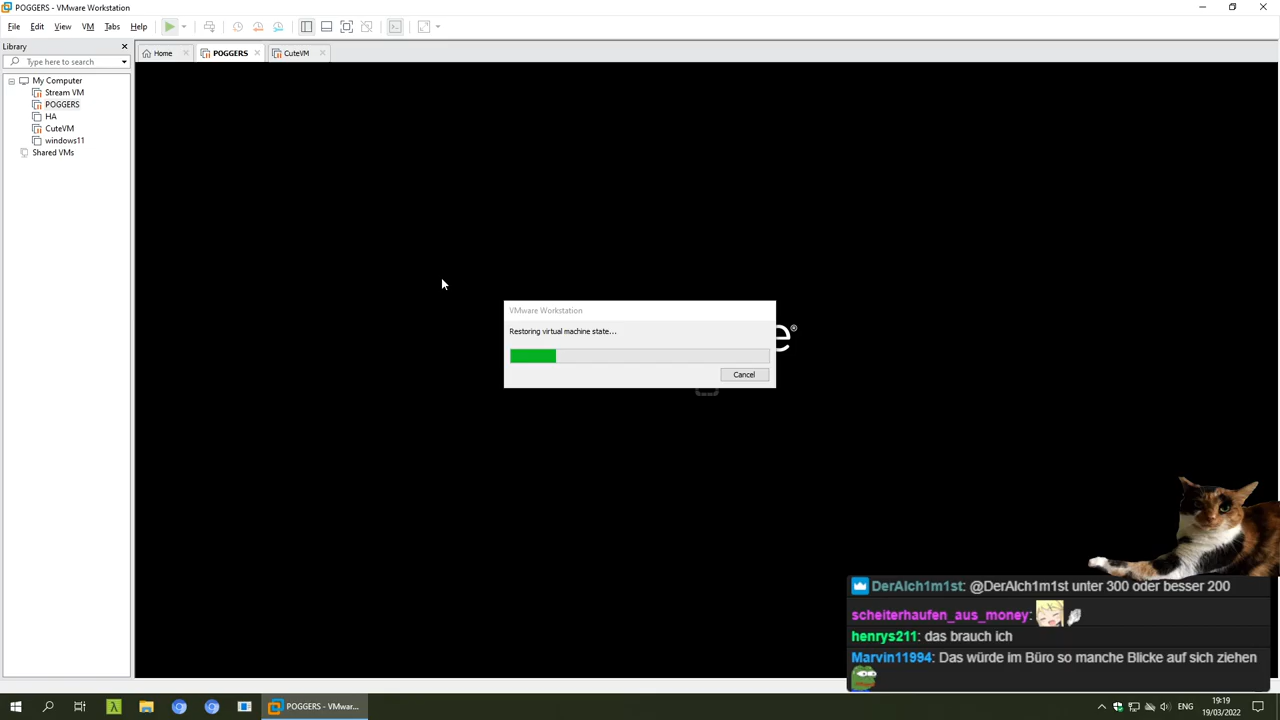 POGGERS - VMware Workstation
File Edit View VM Tabs Help
Library
Type here to search
Home
POGGERS
CuteVM
My Computer
Stream VM
POGGERS
HA
CuteVM
windows11
Shared VMs
VMware Workstation
Restoring virtual machine state...
Cancel
e®
DerAlch1m1st: @DerAlch1m1st unter 300 oder besser 200
scheiterhaufen_aus_money:
henrys211: das brauch ich
Marvin11994: Das würde im Büro so manche Blicke auf sich ziehen
POGGERS - VMwar...
ENG
19:19
19/03/2022